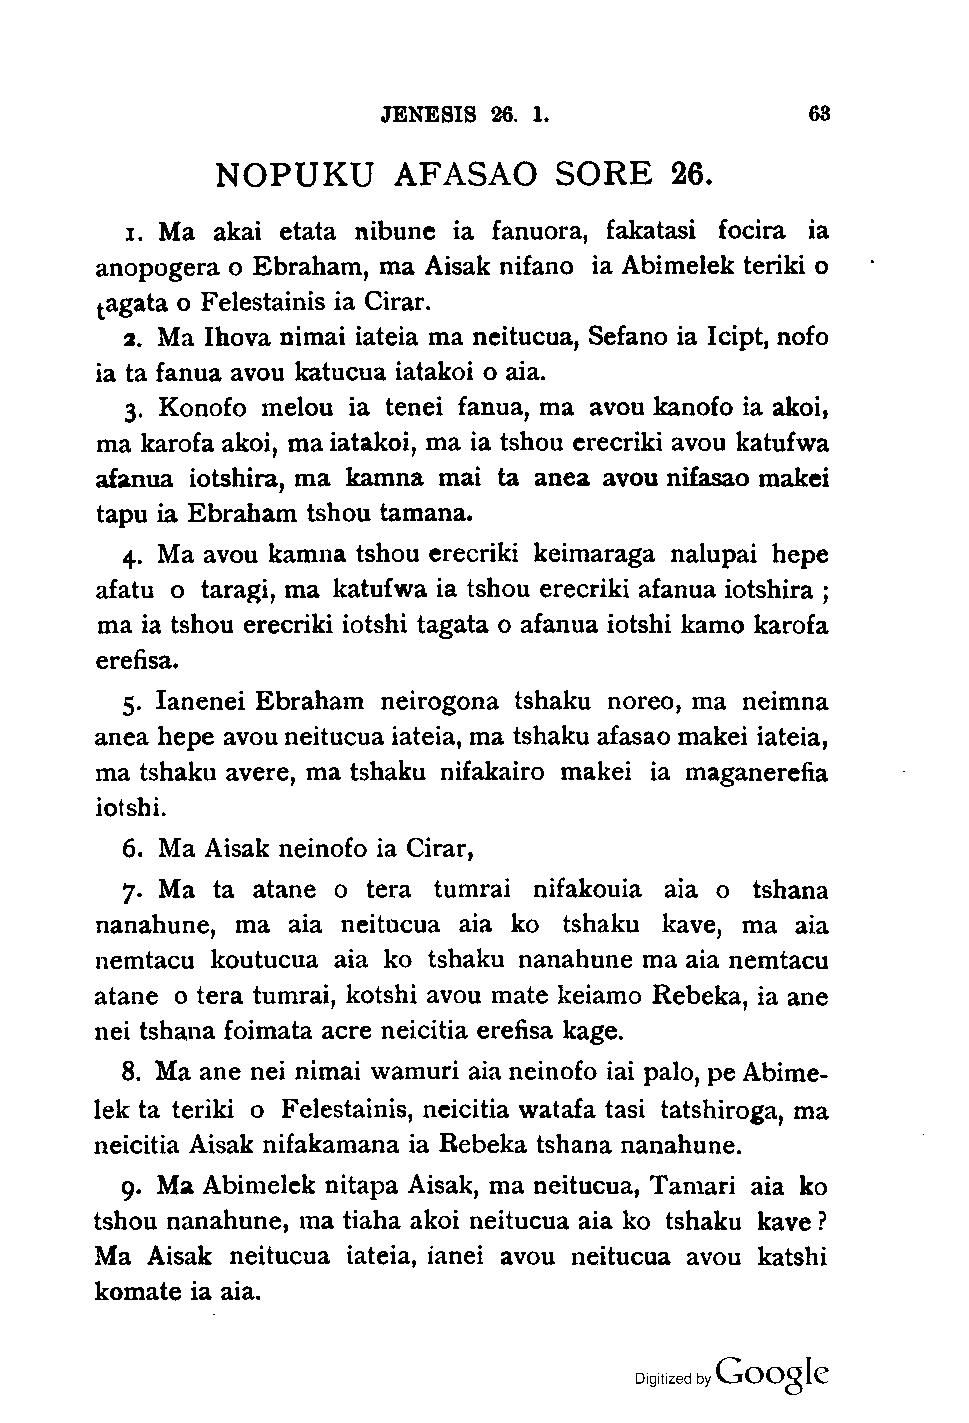 JENESIS 26. 1. 63
NOPUKU AFASAO SORE 26.
1. Ma akai etata nibune ia fanuora, fakatasi focira ia
anopogera o Ebraham, ma Aisak nifano ia Abimelek teriki o
tagata o Felestainis ia Cirar.
2. Ma Ihova nimai iateia ma neitucua, Sefano ia Icipt, nofo
ia ta fanua avou katucua iatakoi o aia.
3. Konofo melou ia tenei fanua, ma avou kanofo ia akoi,
ma karofa akoi, ma iatakoi, ma ia tshou erecriki avou katufwa
afanua iotshira, ma kamna mai ta anea avou nifasao makei
tapu ia Ebraham tshou tamana.
4. Ma avou kamna tshou erecriki keimaraga nalupai hepe
afatu o taragi, ma katufwa ia tshou erecriki afanua iotshira ;
ma ia tshou erecriki iotshi tagata o afanua iotshi kamo karofa
erefisa.
5. Ianenei Ebraham neirogona tshaku noreo, ma neimna
anea hepe avou neitucua iateia, ma tshaku afasao makei iateia,
ma tshaku avere, ma tshaku nifakairo makei ia maganerefia
iotshi.
6. Ma Aisak neinofo ia Cirar,
7. Ma ta atane o tera tumrai nifakouia aia o tshana
nanahune, ma aia neitucua aia ko tshaku kave, ma aia
nemtacu koutucua aia ko tshaku nanahune ma aia nemtacu
atane o tera tumrai, kotshi avou mate keiamo Rebeka, ia ane
nei tshana foimata acre neicitia erefisa kage.
8. Ma ane nei nimai wamuri aia neinofo iai palo, pe Abime-
lek ta teriki o Felestainis, neicitia watafa tasi tatshiroga, ma
neicitia Aisak nifakamana ia Rebeka tshana nanahune.
9. Ma Abimelek nitapa Aisak, ma neitucua, Tamari aia ko
tshou nanahune, ma tiaha akoi neitucua aia ko tshaku kave ?
Ma Aisak neitucua iateia, ianei avou neitucua avou katshi
komate ia aia.
Digitized by Google